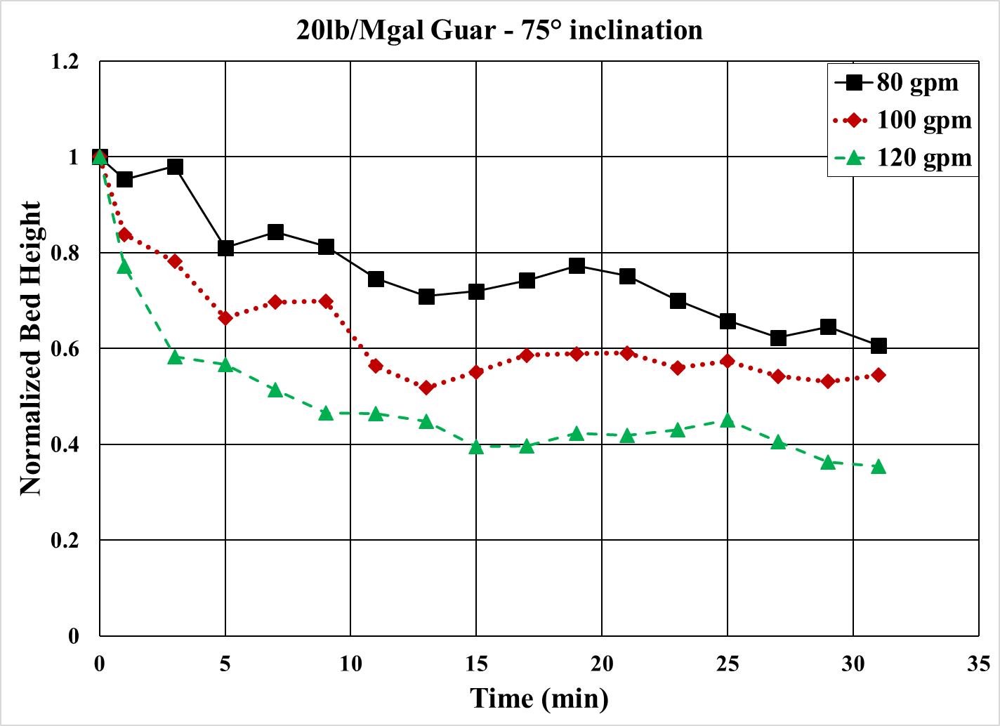 20lb/Mgal Guar - 75° inclination
Normalized Bed Height
1.2
1
0.8
0.6
0.4
0.2
0
80 gpm
100 gpm
120 gpm
0 5 10 15 20 25 30 35
Time (min)